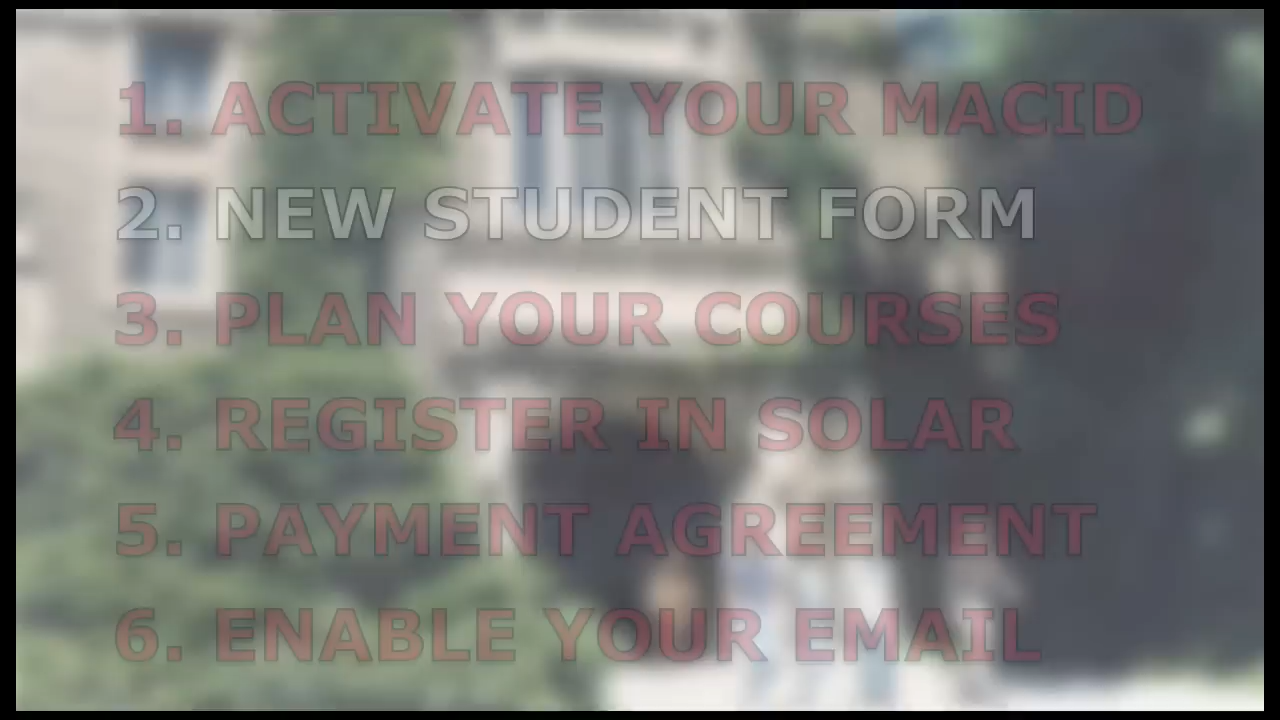 1. ACTIVATE YOUR MACID
2. NEW STUDENT FORM
3. PLAN YOUR COURSES
4. REGISTER IN SOLAR
5. PAYMENT AGREEMENT
6. ENABLE YOUR EMAIL